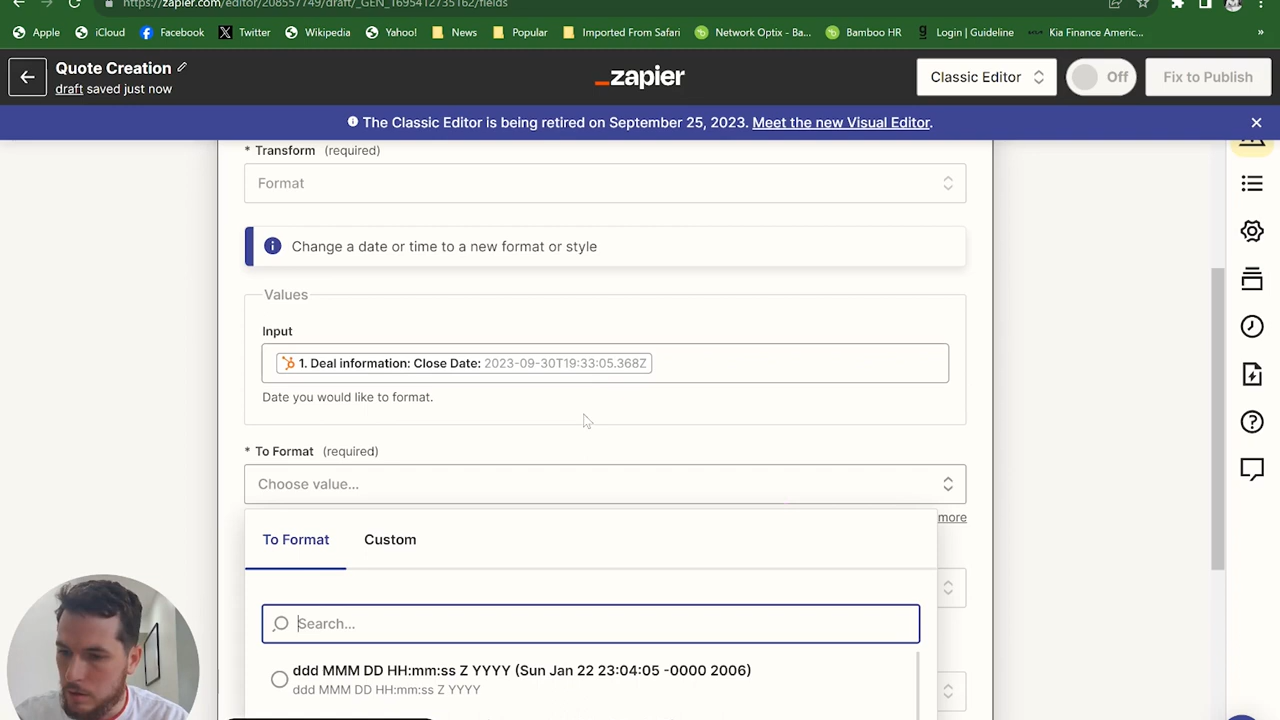 https://zapier.com/editor/208557749/draft/_GEN_1695412735162/fields
Apple
iCloud
Facebook
Twitter
Wikipedia
Yahoo!
News
Popular
Imported From Safari
Network Optix - Ba...
Bamboo HR
Login | Guideline
Kia Finance Americ...
»
Quote Creation
draft saved just now
zapier
Classic Editor
Off
Fix to Publish
The Classic Editor is being retired on September 25, 2023. Meet the new Visual Editor.
* Transform (required)
Format
Change a date or time to a new format or style
Values
Input
1. Deal information: Close Date: 2023-09-30T19:33:05.368Z
Date you would like to format.
* To Format (required)
Choose value...
more
To Format
Custom
Search...
ddd MMM DD HH:mm:ss Z YYYY (Sun Jan 22 23:04:05 -0000 2006)
ddd MMM DD HH:mm:ss Z YYYY